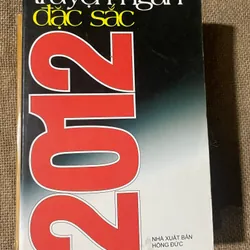 truyện ngắn
đặc sắc
2012
NHÀ XUẤT BẢN
HỒNG ĐỨC